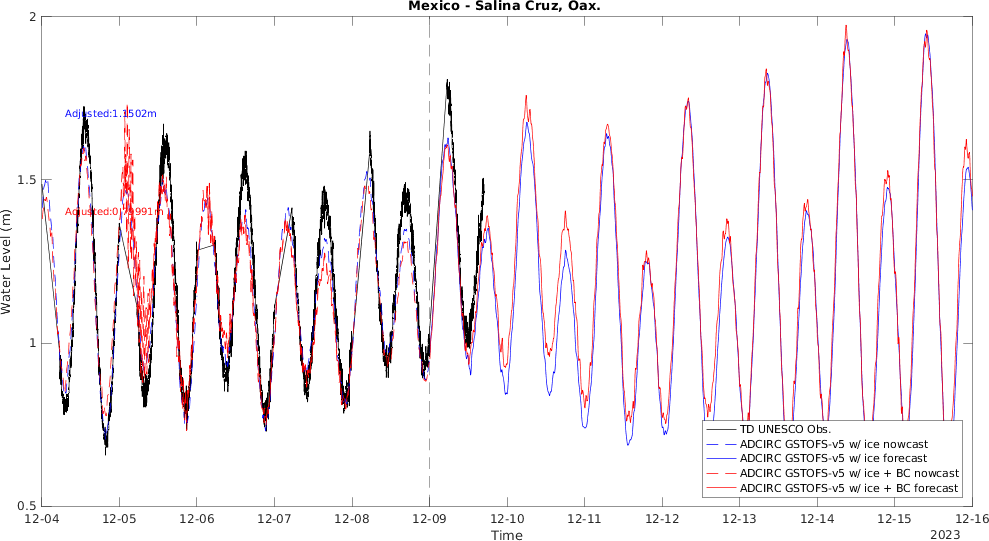 Mexico - Salina Cruz, Oax.
Water Level (m)
2
1.5
1
0.5
Adjusted:1.1502m
Adjusted:0.79991m
TD UNESCO Obs.
ADCIRC GSTOFS-v5 w/ ice nowcast
ADCIRC GSTOFS-v5 w/ ice forecast
ADCIRC GSTOFS-v5 w/ ice + BC nowcast
ADCIRC GSTOFS-v5 w/ ice + BC forecast
12-04 12-05 12-06 12-07 12-08 12-09 12-10 12-11 12-12 12-13 12-14 12-15 12-16
Time
2023